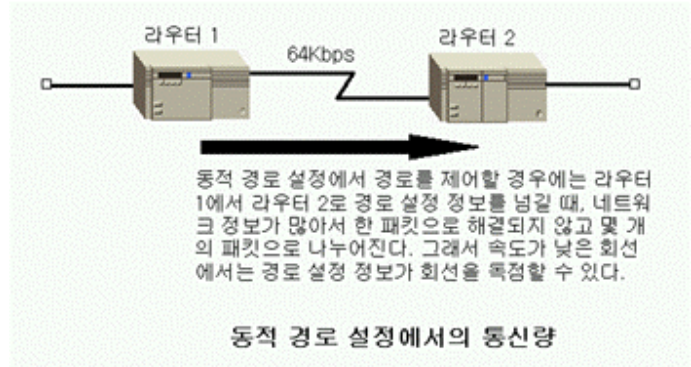 라우터 1
라우터 2
64Kbps
동적 경로 설정에서 경로를 제어할 경우에는 라우터
1에서 라우터 2로 경로 설정 정보를 넘길 때, 네트워
크 정보가 많아서 한 패킷으로 해결되지 않고 몇 개
의 패킷으로 나누어진다. 그래서 속도가 낮은 회선
에서는 경로 설정 정보가 회선을 독점할 수 있다.
동적 경로 설정에서의 통신량